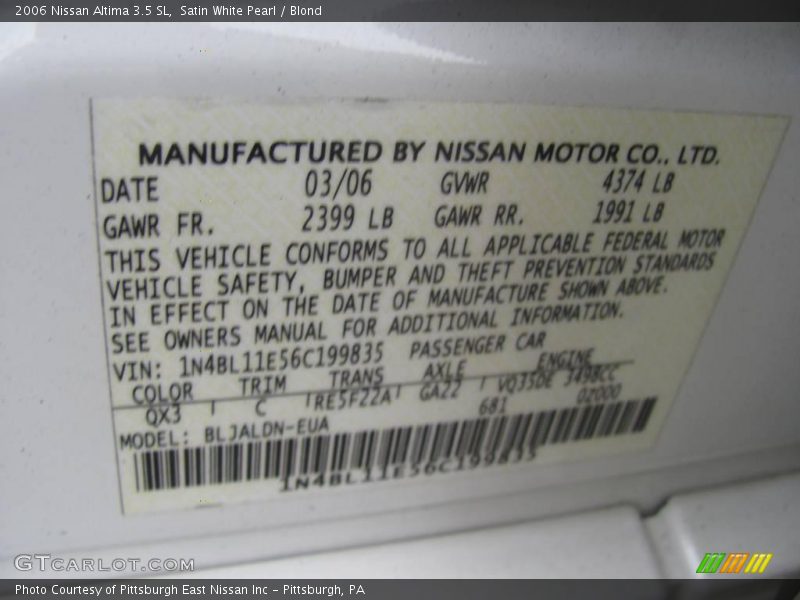 2006 Nissan Altima 3.5 SL,  Satin White Pearl / Blond
MANUFACTURED BY NISSAN MOTOR CO., LTD.
DATE 03/06 GVWR 4374 LB
GAWR FR. 2399 LB GAWR RR. 1991 LB
THIS VEHICLE CONFORMS TO ALL APPLICABLE FEDERAL MOTOR
VEHICLE SAFETY, BUMPER AND THEFT PREVENTION STANDARDS
IN EFFECT ON THE DATE OF MANUFACTURE SHOWN ABOVE.
SEE OWNERS MANUAL FOR ADDITIONAL INFORMATION.
VIN: 1N4BL11E56C199835 PASSENGER CAR
COLOR TRIM TRANS AXLE ENGINE
QX3 C RE5F22A GA22 VQ35DE 3498CC
681 02000
MODEL: BLJALDN-EUA
1N4BL11E56C199835
GTCARLOT.COM
Photo Courtesy of Pittsburgh East Nissan Inc - Pittsburgh, PA